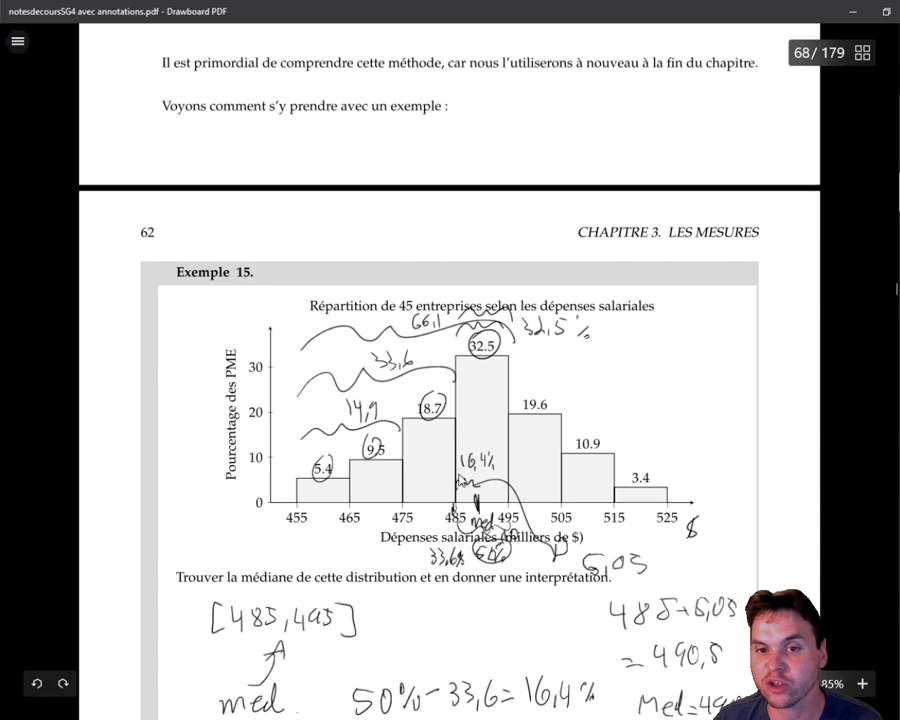 notesdecoursSG4 avec annotations.pdf - Drawboard PDF
68 / 179
Il est primordial de comprendre cette méthode, car nous l'utiliserons à nouveau à la fin du chapitre.
Voyons comment s'y prendre avec un exemple :
62
CHAPITRE 3. LES MESURES
Exemple 15.
Répartition de 45 entreprises selon les dépenses salariales
66,1
32,5 %
32.5
33,6
30
Pourcentage des PME
14,9
18.7
19.6
20
9.5
10.9
16,4%
10
5.4
3.4
0
455 465 475 485 495 505 515 525
$
med
Dépenses salariales (milliers de $)
33,6% 50%
5,05
Trouver la médiane de cette distribution et en donner une interprétation.
[485,495]
485+5,05
= 490,5
med
50% - 33,6 = 16,4 %
Med=49
85%